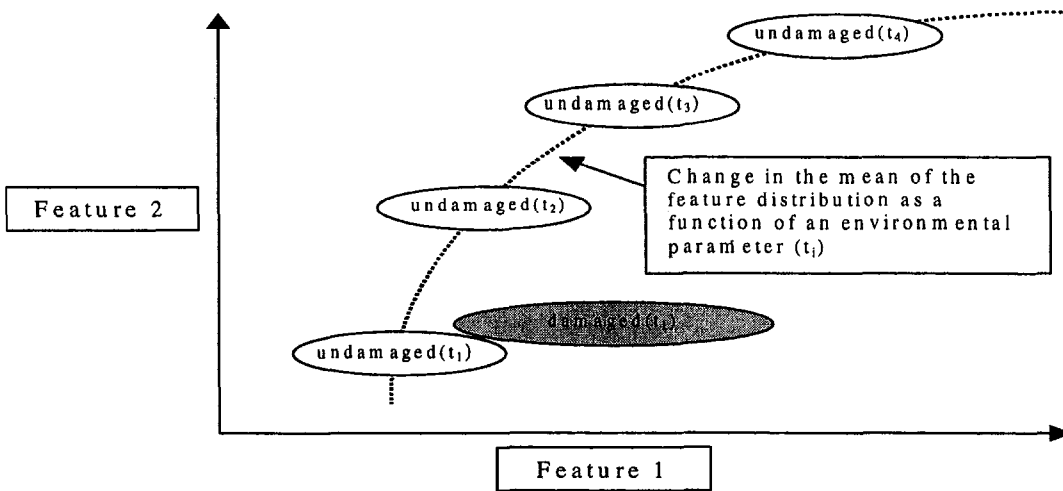 undamaged(t₄)
undamaged(t₃)
Change in the mean of the
feature distribution as a
function of an environmental
parameter (tᵢ)
Feature 2
undamaged(t₂)
damaged(t₁)
undamaged(t₁)
Feature 1